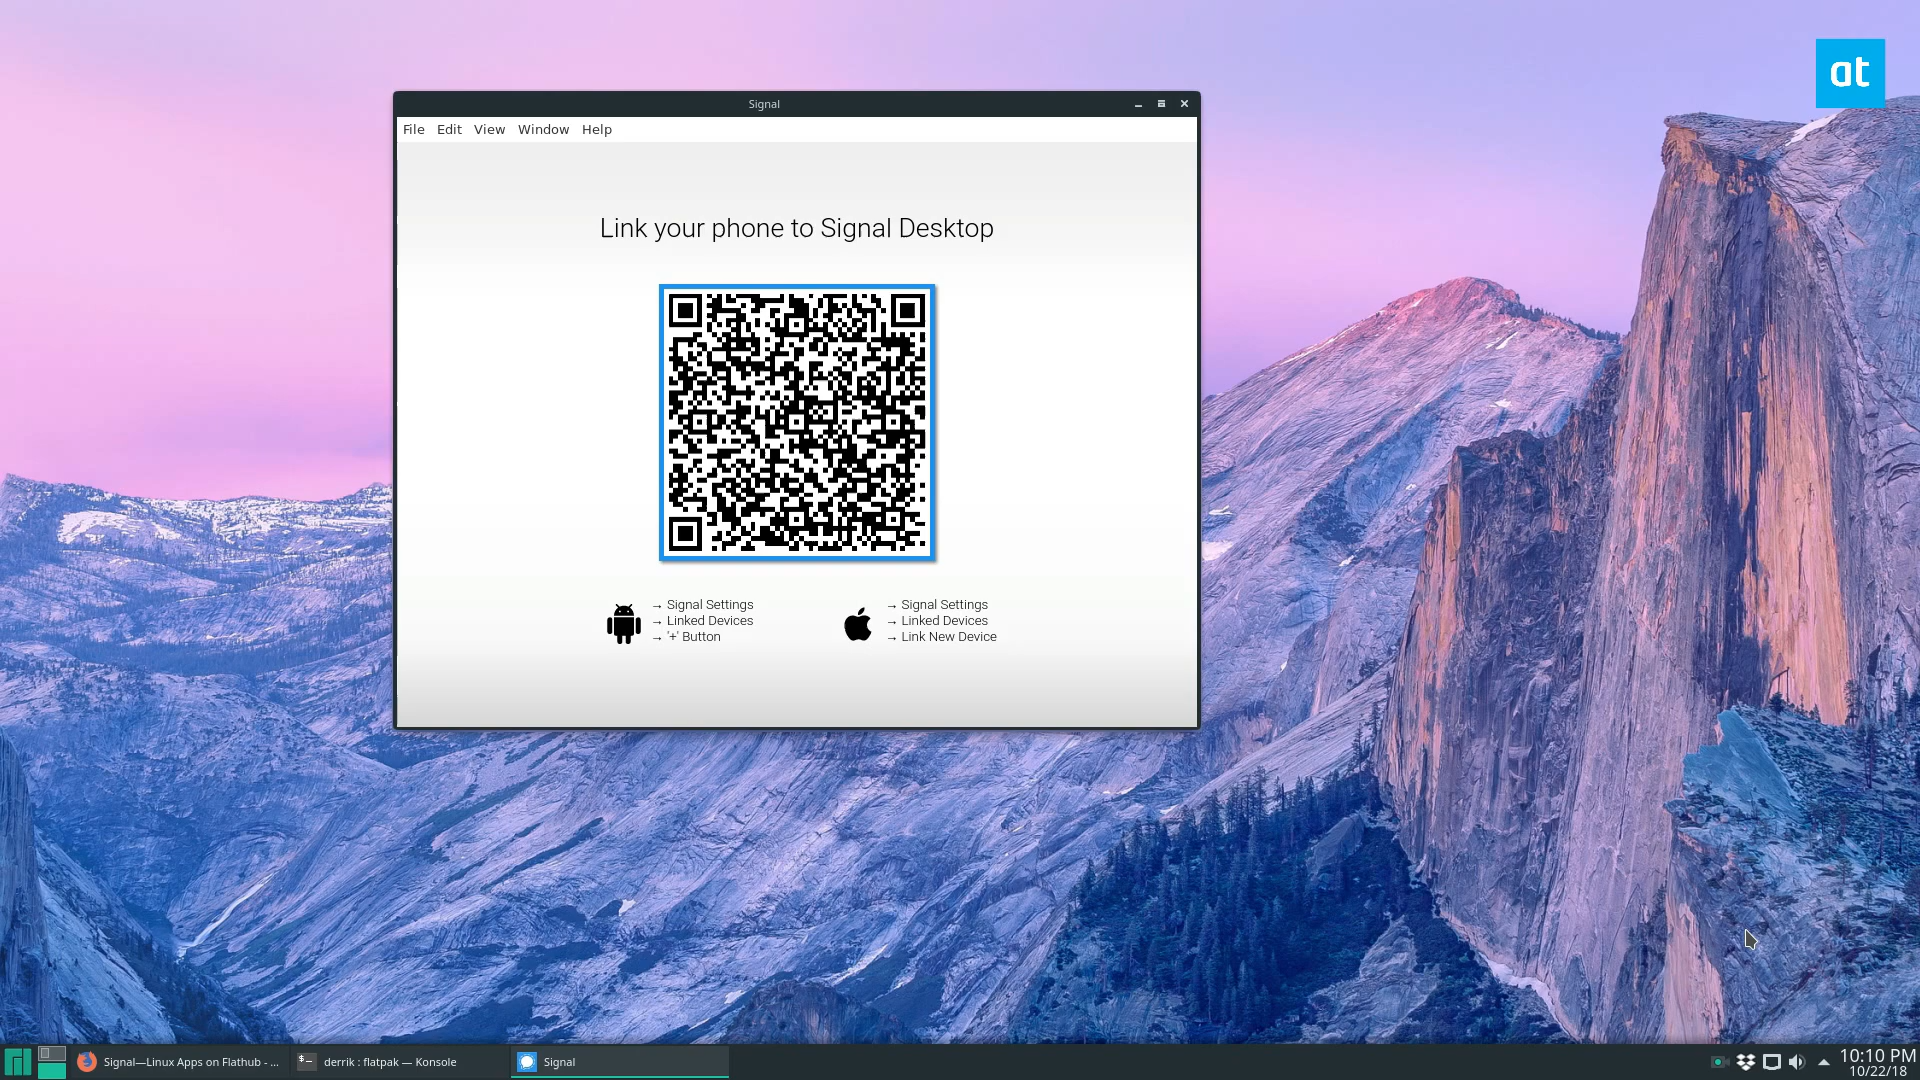 at
Signal
File Edit View Window Help
Link your phone to Signal Desktop
→ Signal Settings
→ Linked Devices
→ '+' Button
→ Signal Settings
→ Linked Devices
→ Link New Device
Signal—Linux Apps on Flathub - ...
derrik : flatpak — Konsole
Signal
10:10 PM
10/22/18